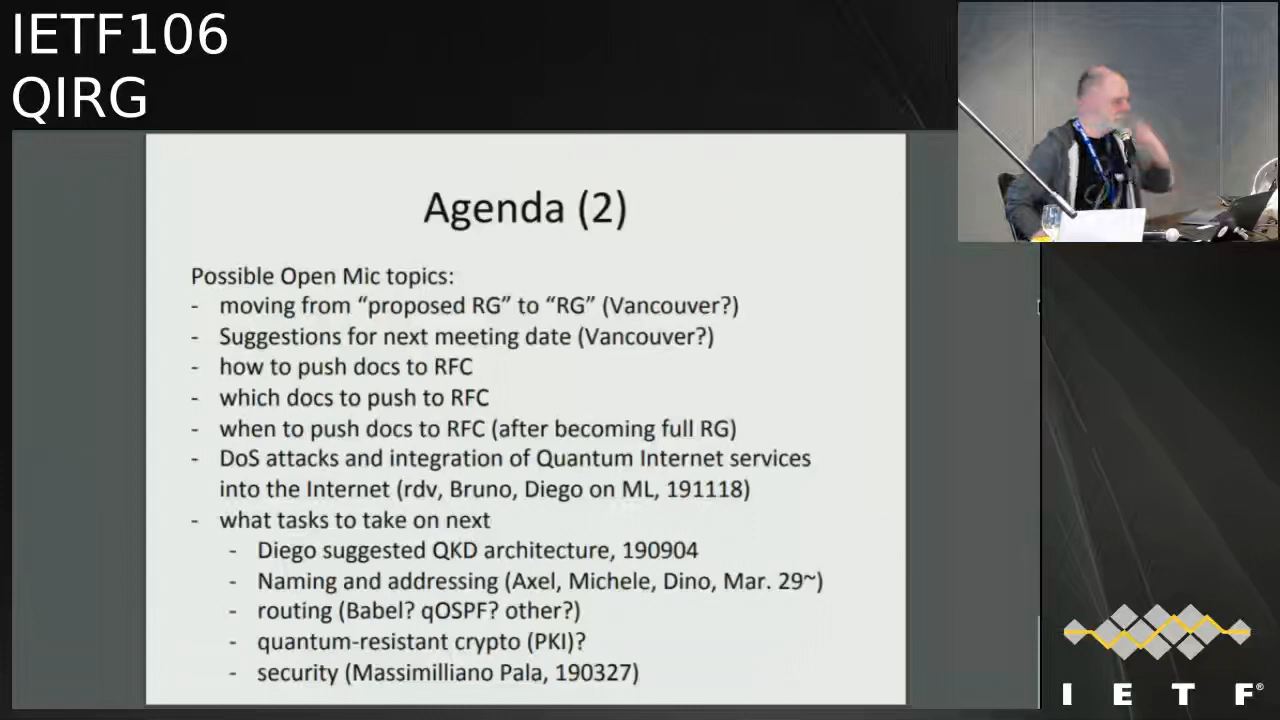 IETF106
QIRG
Agenda (2)
Possible Open Mic topics:
- moving from “proposed RG” to “RG” (Vancouver?)
- Suggestions for next meeting date (Vancouver?)
- how to push docs to RFC
- which docs to push to RFC
- when to push docs to RFC (after becoming full RG)
- DoS attacks and integration of Quantum Internet services
into the Internet (rdv, Bruno, Diego on ML, 191118)
- what tasks to take on next
- Diego suggested QKD architecture, 190904
- Naming and addressing (Axel, Michele, Dino, Mar. 29~)
- routing (Babel? qOSPF? other?)
- quantum-resistant crypto (PKI)?
- security (Massimilliano Pala, 190327)
I E T F®